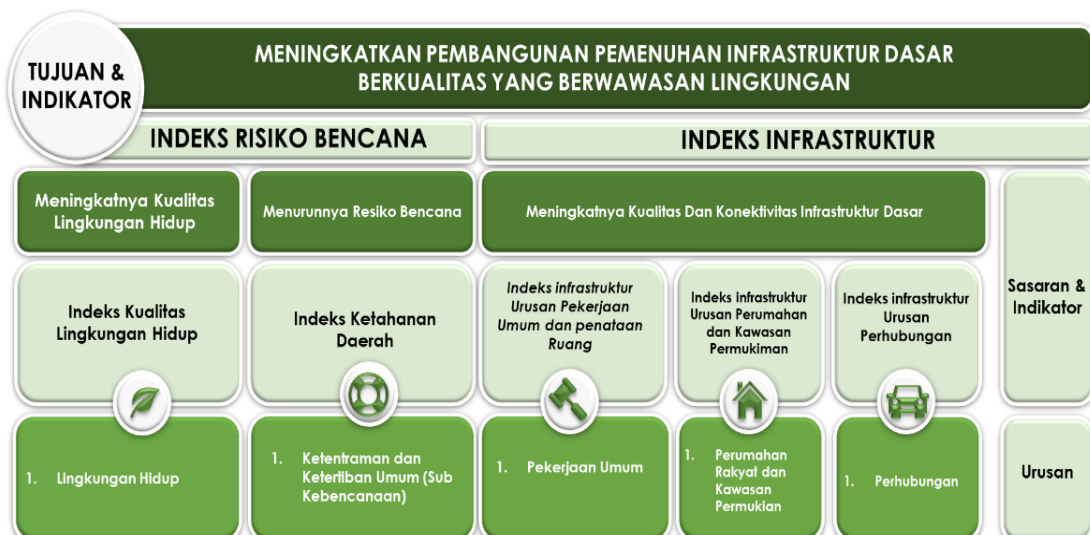 TUJUAN &
INDIKATOR
MENINGKATKAN PEMBANGUNAN PEMENUHAN INFRASTRUKTUR DASAR
BERKUALITAS YANG BERWAWASAN LINGKUNGAN
INDEKS RISIKO BENCANA
INDEKS INFRASTRUKTUR
Meningkatnya Kualitas
Lingkungan Hidup
Menurunnya Resiko Bencana
Meningkatnya Kualitas Dan Konektivitas Infrastruktur Dasar
Sasaran &
Indikator
Indeks Kualitas
Lingkungan Hidup
Indeks Ketahanan
Daerah
Indeks infrastruktur
Urusan Pekerjaan
Umum dan penataan
Ruang
Indeks infrastruktur
Urusan Perumahan
dan Kawasan
Permukiman
Indeks infrastruktur
Urusan
Perhubungan
1. Lingkungan Hidup
1. Ketentraman dan
Ketertiban Umum (Sub
Kebencanaan)
1. Pekerjaan Umum
1. Perumahan
Rakyat dan
Kawasan
Permukian
1. Perhubungan
Urusan